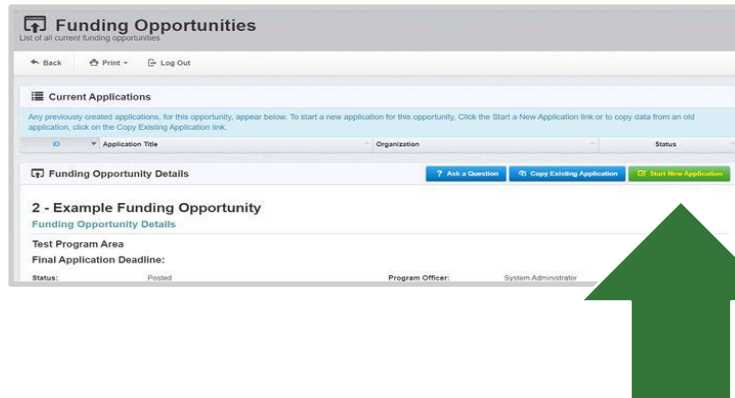 Funding Opportunities
List of all current funding opportunities
Back Print Log Out
Current Applications
Any previously created applications, for this opportunity, appear below. To start a new application for this opportunity, Click the Start a New Application link or to copy data from an old
application, click on the Copy Existing Application link.
ID Application Title Organization Status
Funding Opportunity Details ? Ask a Question Copy Existing Application Start New Application
2 - Example Funding Opportunity
Funding Opportunity Details
Test Program Area
Final Application Deadline:
Status: Posted Program Officer: System Administrator